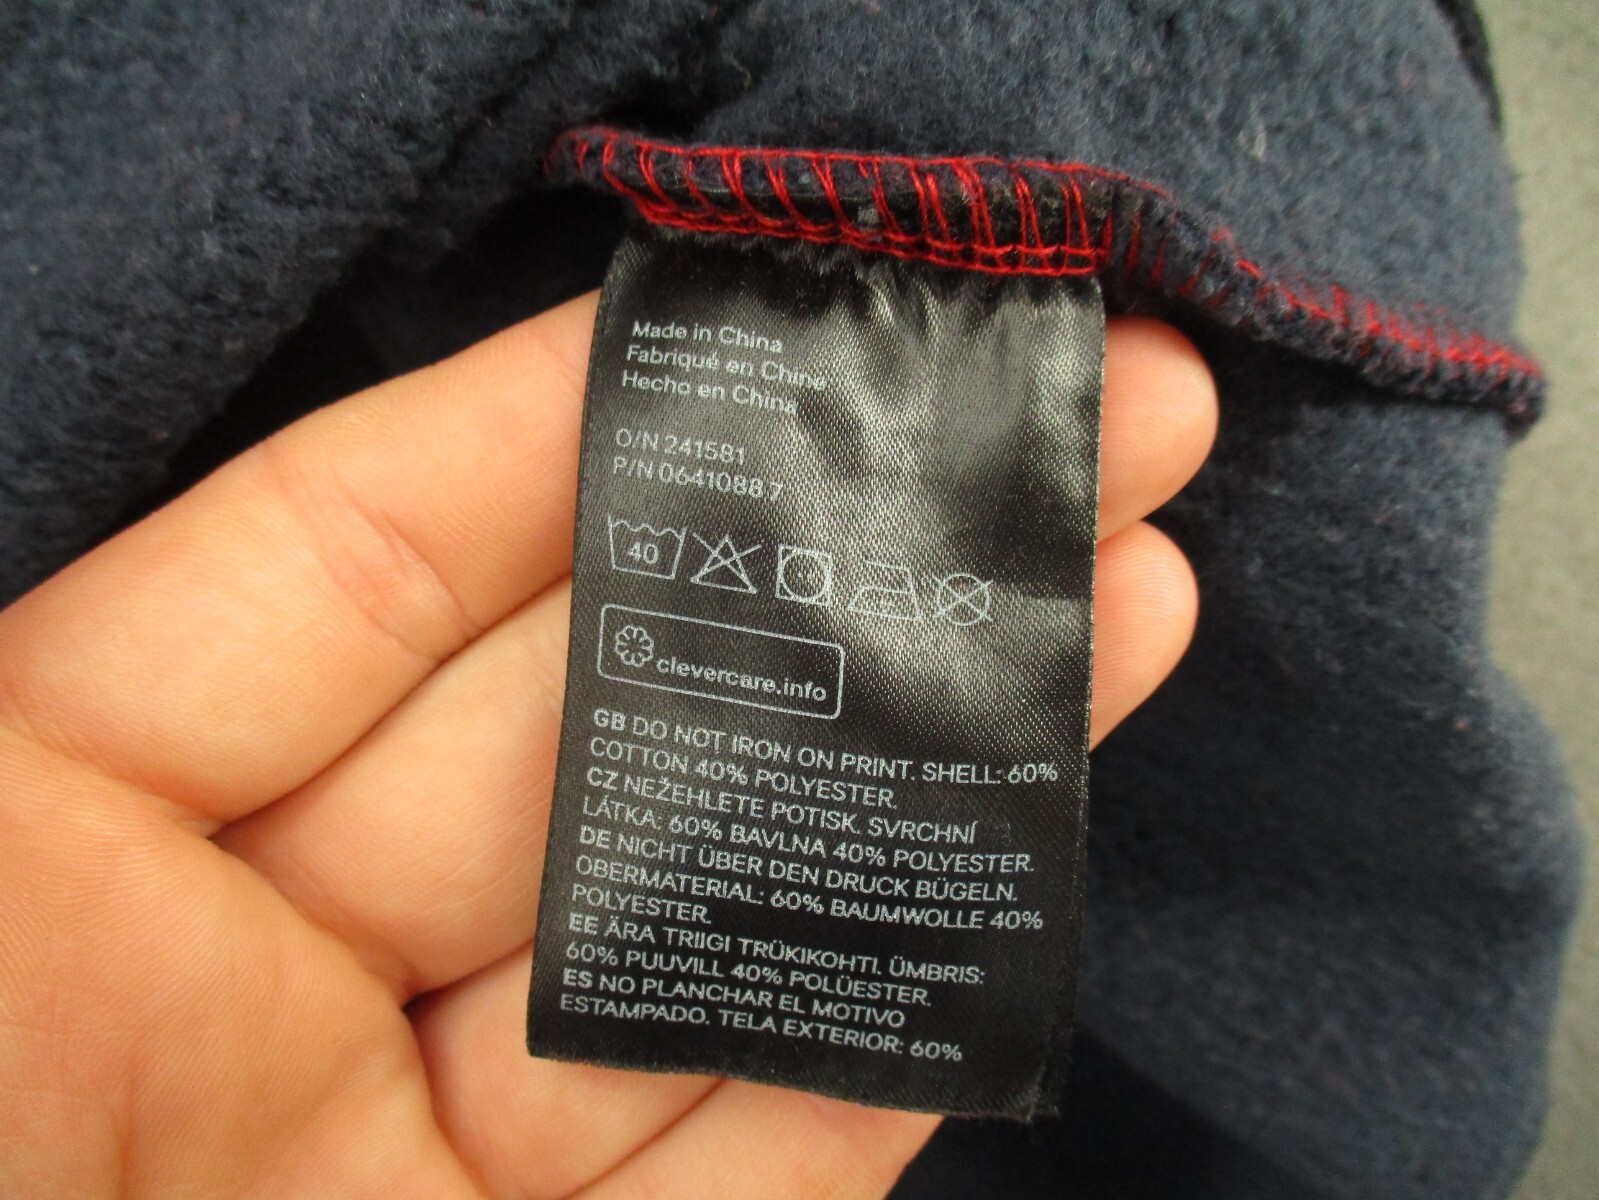 Made in China
Fabriqué en Chine
Hecho en China
O/N 241581
P/N 0641088 7
40
clevercare.info
GB DO NOT IRON ON PRINT. SHELL: 60%
COTTON 40% POLYESTER.
CZ NEŽEHLETE POTISK. SVRCHNÍ
LÁTKA: 60% BAVLNA 40% POLYESTER.
DE NICHT ÜBER DEN DRUCK BÜGELN.
OBERMATERIAL: 60% BAUMWOLLE 40%
POLYESTER.
EE ÄRA TRIIGI TRÜKIKOHTI. ÜMBRIS:
60% PUUVILL 40% POLÜESTER.
ES NO PLANCHAR EL MOTIVO
ESTAMPADO. TELA EXTERIOR: 60%